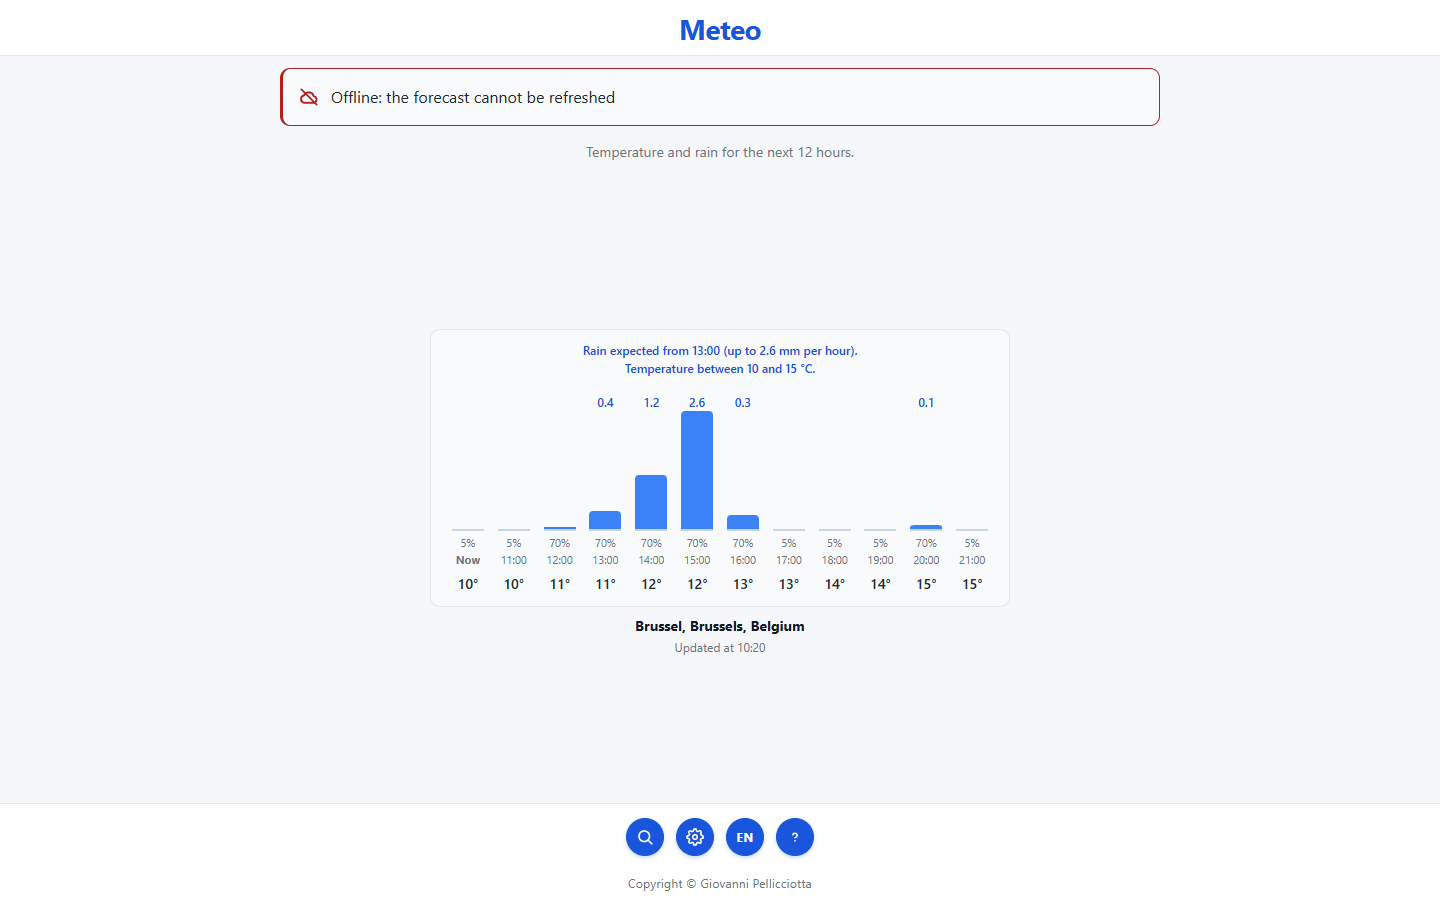 Meteo
Offline: the forecast cannot be refreshed
Temperature and rain for the next 12 hours.
Rain expected from 13:00 (up to 2.6 mm per hour).
Temperature between 10 and 15 °C.
0.4 1.2 2.6 0.3 0.1
5% 5% 70% 70% 70% 70% 70% 5% 5% 5% 70% 5%
Now 11:00 12:00 13:00 14:00 15:00 16:00 17:00 18:00 19:00 20:00 21:00
10° 10° 11° 11° 12° 12° 13° 13° 14° 14° 15° 15°
Brussel, Brussels, Belgium
Updated at 10:20
EN ?
Copyright © Giovanni Pellicciotta